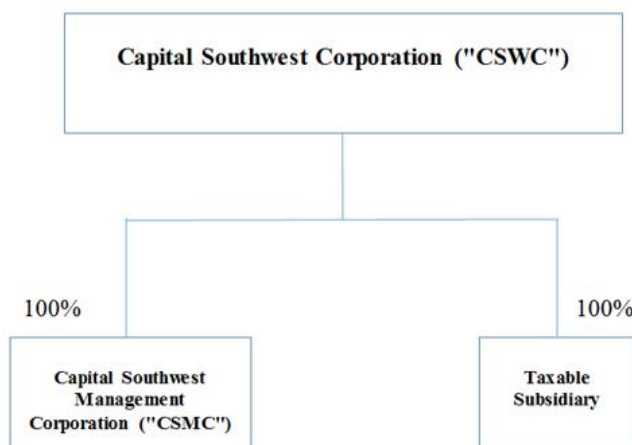 Capital Southwest Corporation ("CSWC")
100%
100%
Capital Southwest
Management
Corporation ("CSMC")
Taxable
Subsidiary